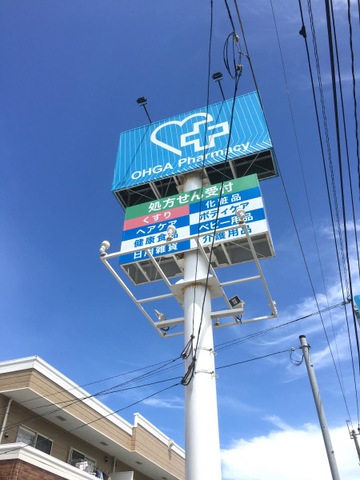 OHGA Pharmacy
処方せん受付
くすり 化粧品
ヘアケア ボディケア
健康食品 ベビー用品
日用雑貨 介護用品